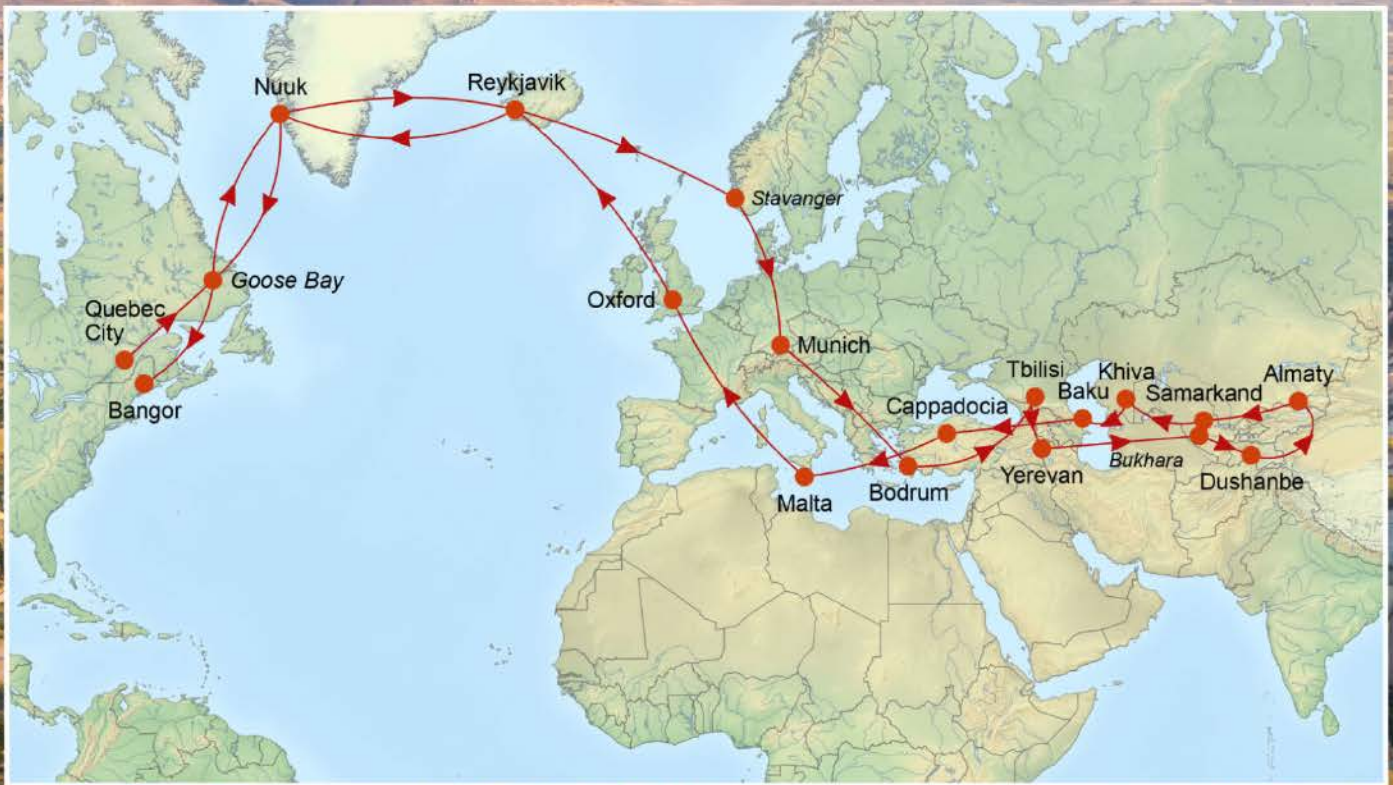 Nuuk
Reykjavik
Stavanger
Goose Bay
Quebec
City
Oxford
Bangor
Munich
Tbilisi
Khiva
Almaty
Baku
Samarkand
Cappadocia
Bukhara
Yerevan
Dushanbe
Malta
Bodrum